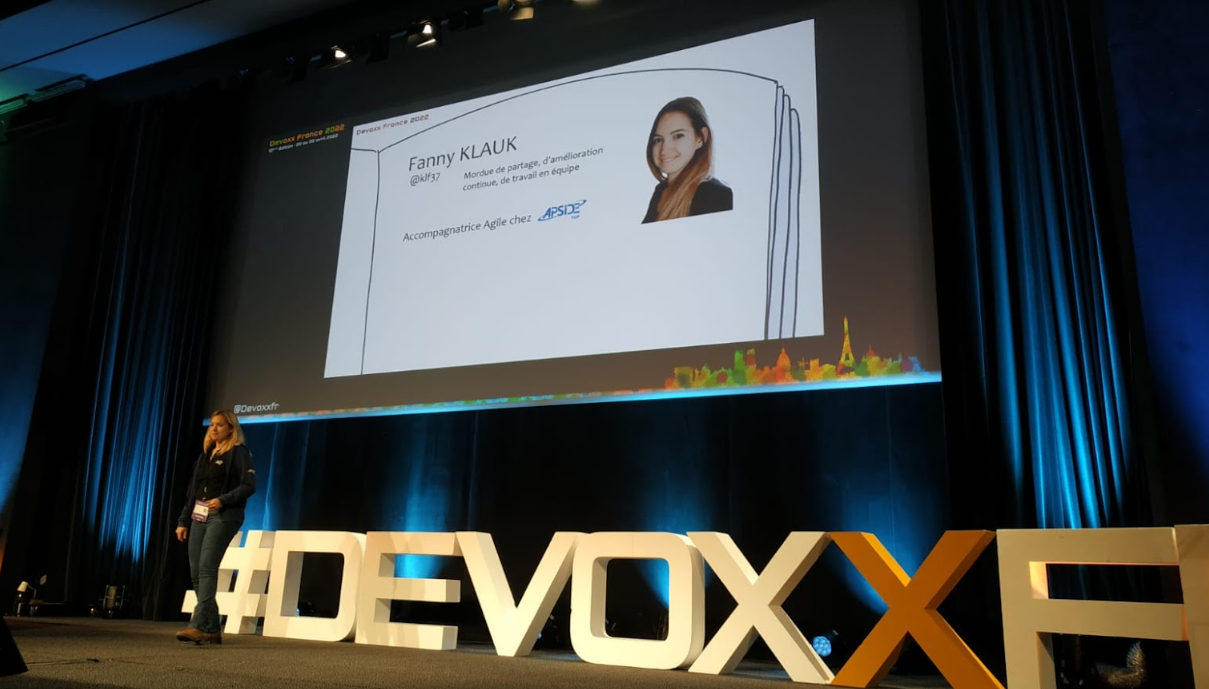 Devoxx France 2022
Devoxx France 2022
Fanny KLAUK
@klf37
Mordue de partage, d'amélioration
continue, de travail en équipe
Accompagnatrice Agile chez APSIDE
@Devoxxfr
#DEVOXXF